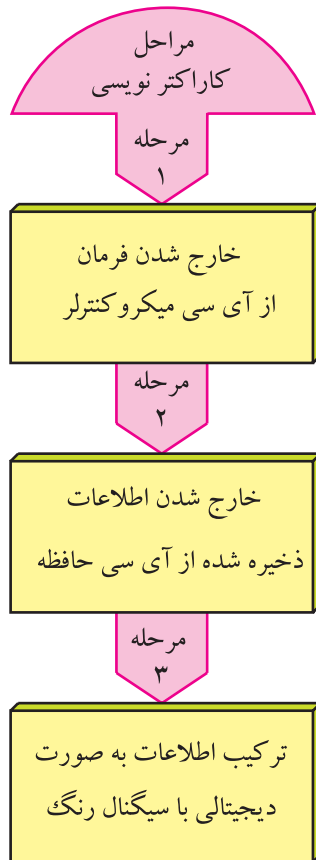 مراحل
کاراکتر نویسی
مرحله
۱
خارج شدن فرمان
از آی سی میکروکنترلر
مرحله
۲
خارج شدن اطلاعات
ذخیره شده از آی سی حافظه
مرحله
۳
ترکیب اطلاعات به صورت
دیجیتالی با سیگنال رنگ